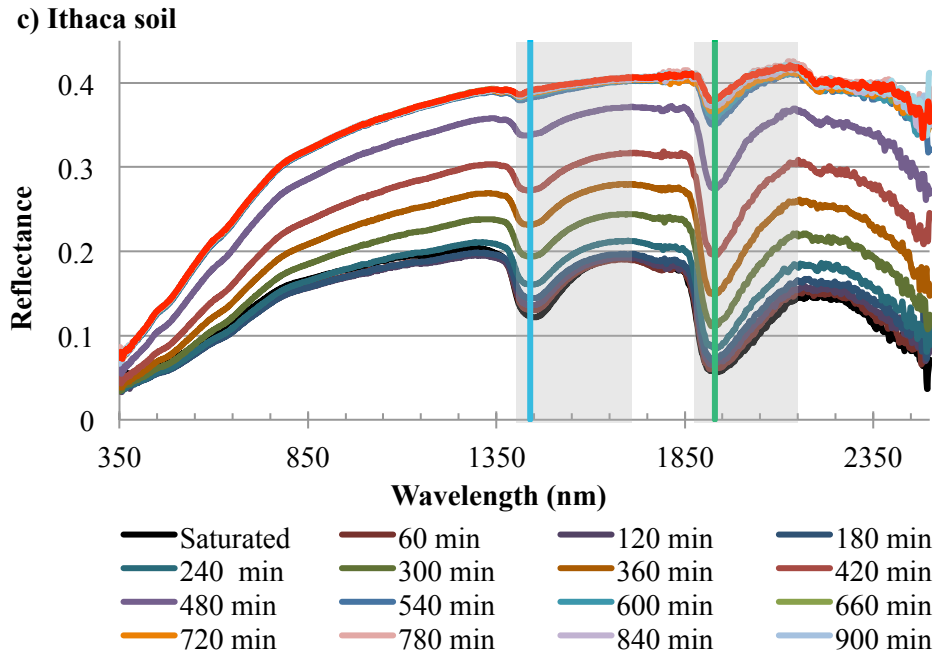 c) Ithaca soil
0.4
0.3
0.2
0.1
0
Reflectance
350 850 1350 1850 2350
Wavelength (nm)
Saturated 60 min 120 min 180 min
240 min 300 min 360 min 420 min
480 min 540 min 600 min 660 min
720 min 780 min 840 min 900 min